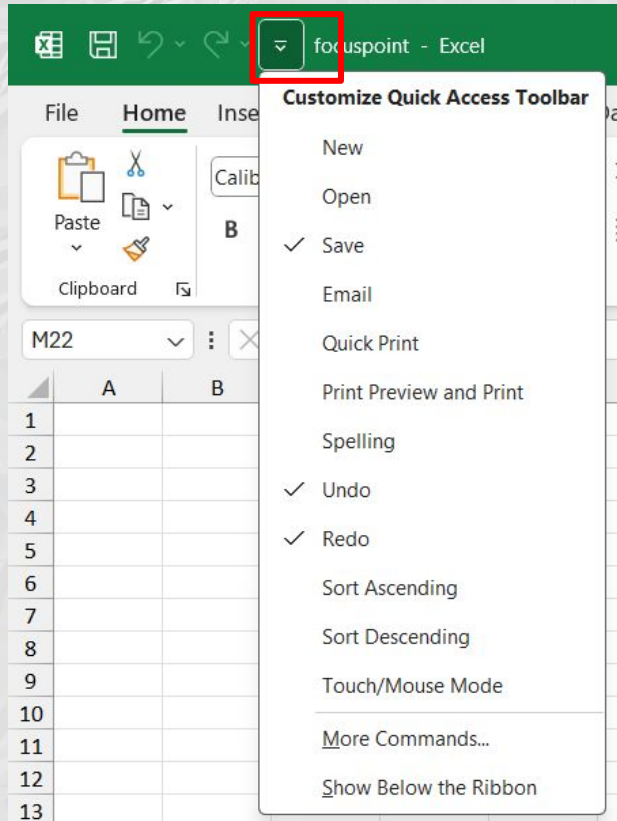 focuspoint - Excel
Customize Quick Access Toolbar
File Home Inse
New
Calib
Open
Paste
B
Save
Clipboard
Email
M22
Quick Print
A B
Print Preview and Print
1
2
Spelling
3
Undo
4
Redo
5
6
Sort Ascending
7
Sort Descending
8
9
Touch/Mouse Mode
10
11
More Commands...
12
Show Below the Ribbon
13